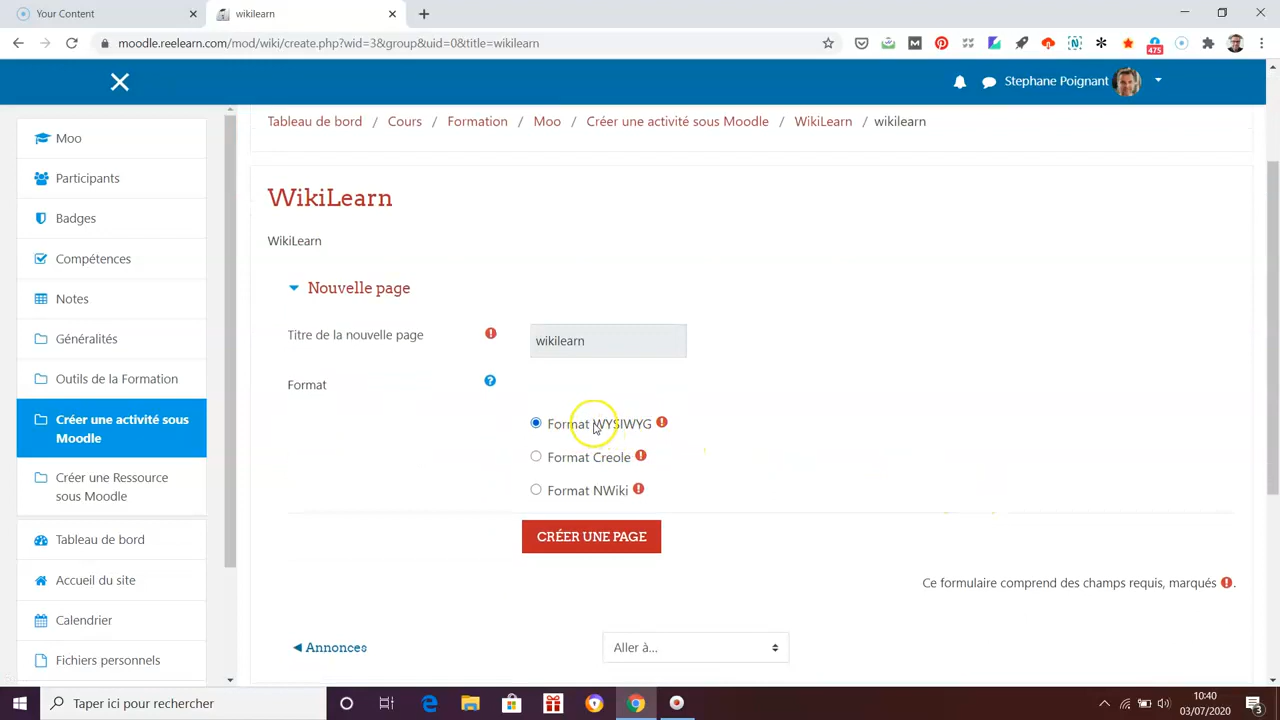 Your Content
wikilearn
moodle.reelearn.com/mod/wiki/create.php?wid=3&group&uid=0&title=wikilearn
475
Stephane Poignant
Moo
Participants
Badges
Compétences
Notes
Généralités
Outils de la Formation
Créer une activité sous
Moodle
Créer une Ressource
sous Moodle
Tableau de bord
Accueil du site
Calendrier
Fichiers personnels
Tableau de bord / Cours / Formation / Moo / Créer une activité sous Moodle / WikiLearn / wikilearn
WikiLearn
WikiLearn
Nouvelle page
Titre de la nouvelle page
wikilearn
Format
Format WYSIWYG
Format Creole
Format NWiki
CRÉER UNE PAGE
Ce formulaire comprend des champs requis, marqués .
◄ Annonces
Aller à...
Taper ici pour rechercher
10:40
03/07/2020
3